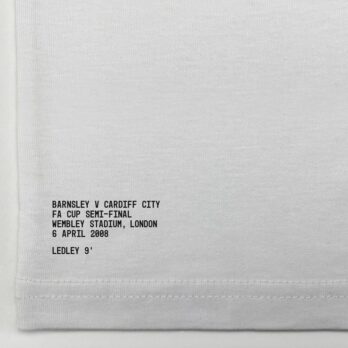 BARNSLEY V CARDIFF CITY
FA CUP SEMI-FINAL
WEMBLEY STADIUM, LONDON
6 APRIL 2008
LEDLEY 9'